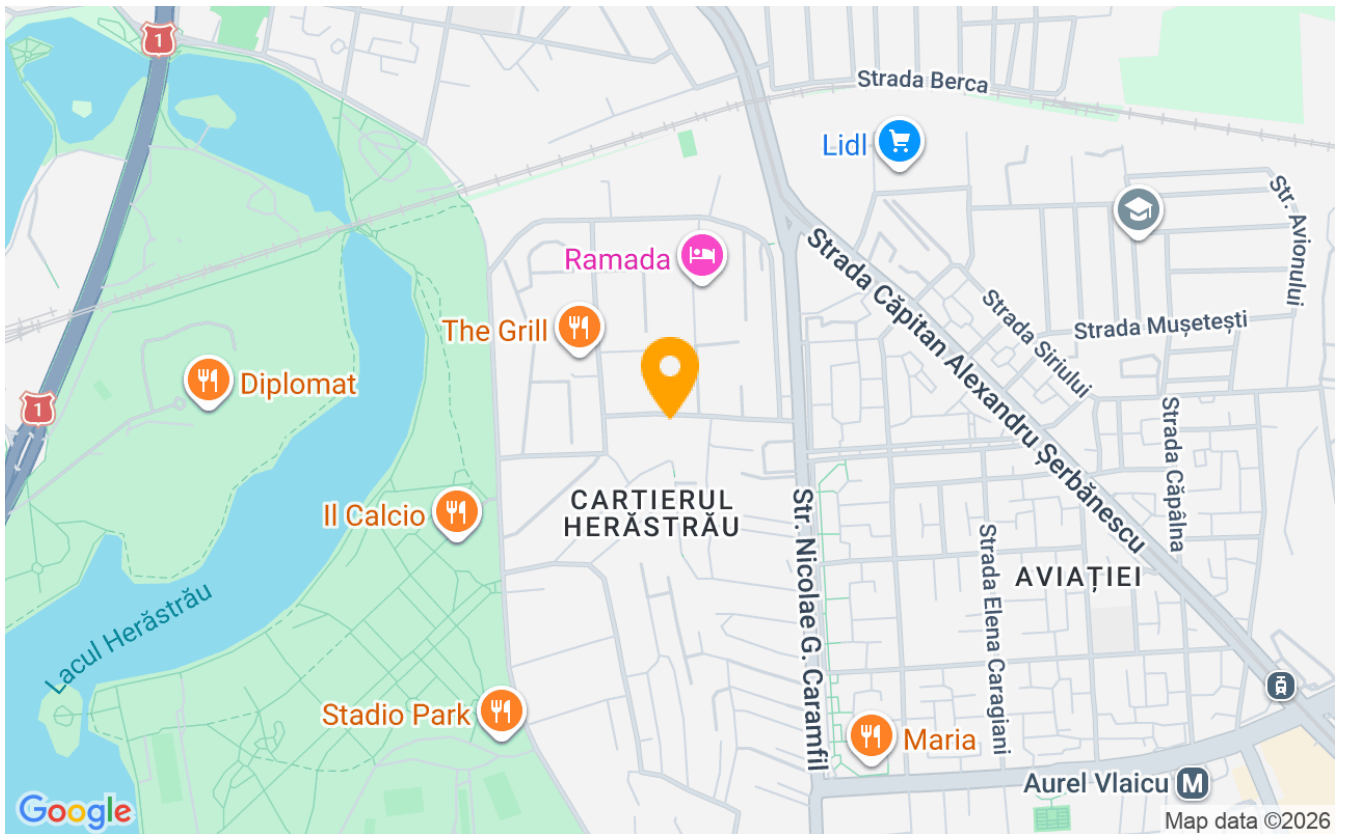 1
Strada Berca
Lidl
Str. Avionului
Ramada
Strada Căpitan Alexandru Șerbănescu
The Grill
Strada Siriului
Strada Mușetești
Diplomat
1
Strada Căpâlna
CARTIERUL
HERĂSTRĂU
Il Calcio
Str. Nicolae G. Caramfil
Strada Elena Caragiani
AVIAȚIEI
Lacul Herăstrău
Stadio Park
Maria
Aurel Vlaicu M
Google
Map data ©2026